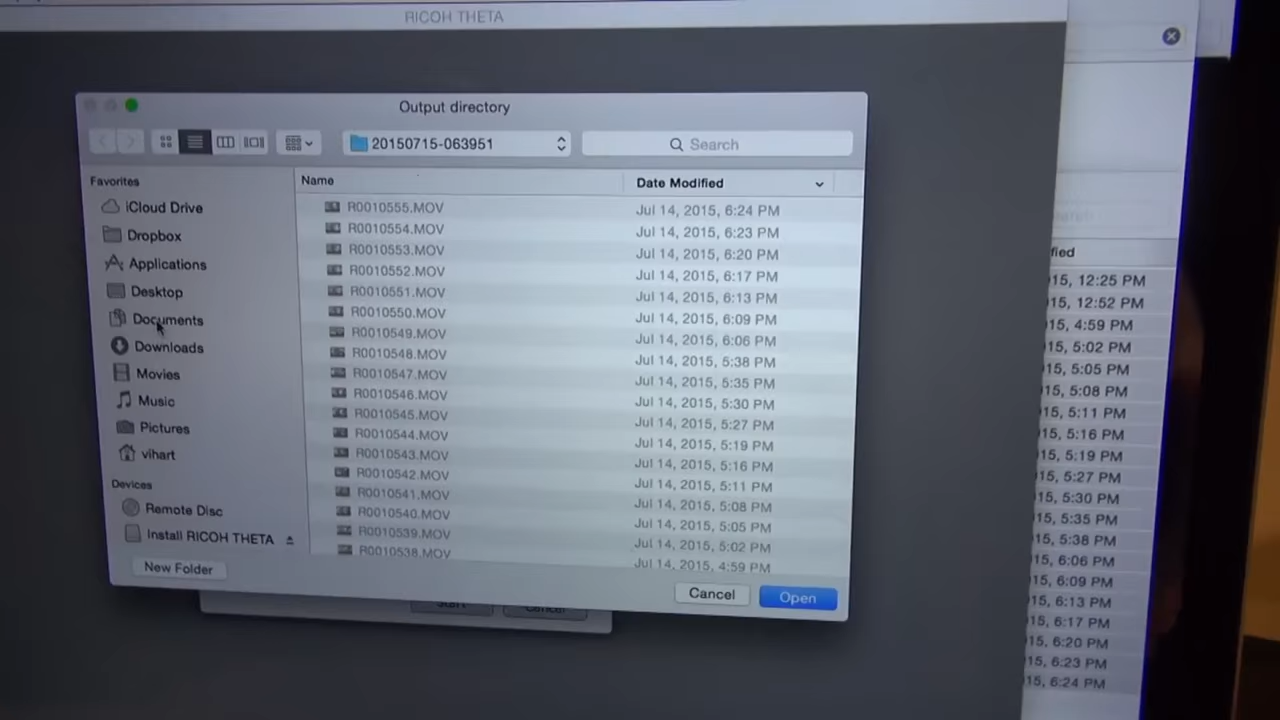 RICOH THETA
Output directory
20150715-063951
Search
Favorites
iCloud Drive
Dropbox
Applications
Desktop
Documents
Downloads
Movies
Music
Pictures
vihart
Devices
Remote Disc
Install RICOH THETA
New Folder
Name Date Modified
R0010555.MOV Jul 14, 2015, 6:24 PM
R0010554.MOV Jul 14, 2015, 6:23 PM
R0010553.MOV Jul 14, 2015, 6:20 PM
R0010552.MOV Jul 14, 2015, 6:17 PM
R0010551.MOV Jul 14, 2015, 6:13 PM
R0010550.MOV Jul 14, 2015, 6:09 PM
R0010549.MOV Jul 14, 2015, 6:06 PM
R0010548.MOV Jul 14, 2015, 5:38 PM
R0010547.MOV Jul 14, 2015, 5:35 PM
R0010546.MOV Jul 14, 2015, 5:30 PM
R0010545.MOV Jul 14, 2015, 5:27 PM
R0010544.MOV Jul 14, 2015, 5:19 PM
R0010543.MOV Jul 14, 2015, 5:16 PM
R0010542.MOV Jul 14, 2015, 5:11 PM
R0010541.MOV Jul 14, 2015, 5:08 PM
R0010540.MOV Jul 14, 2015, 5:05 PM
R0010539.MOV Jul 14, 2015, 5:02 PM
R0010538.MOV Jul 14, 2015, 4:59 PM
Cancel Open
Start Cancel
fied
15, 12:25 PM
15, 12:52 PM
15, 4:59 PM
15, 5:02 PM
15, 5:05 PM
15, 5:08 PM
15, 5:11 PM
15, 5:16 PM
15, 5:19 PM
15, 5:27 PM
15, 5:30 PM
15, 5:35 PM
15, 5:38 PM
15, 6:06 PM
15, 6:09 PM
15, 6:13 PM
15, 6:17 PM
15, 6:20 PM
15, 6:23 PM
15, 6:24 PM